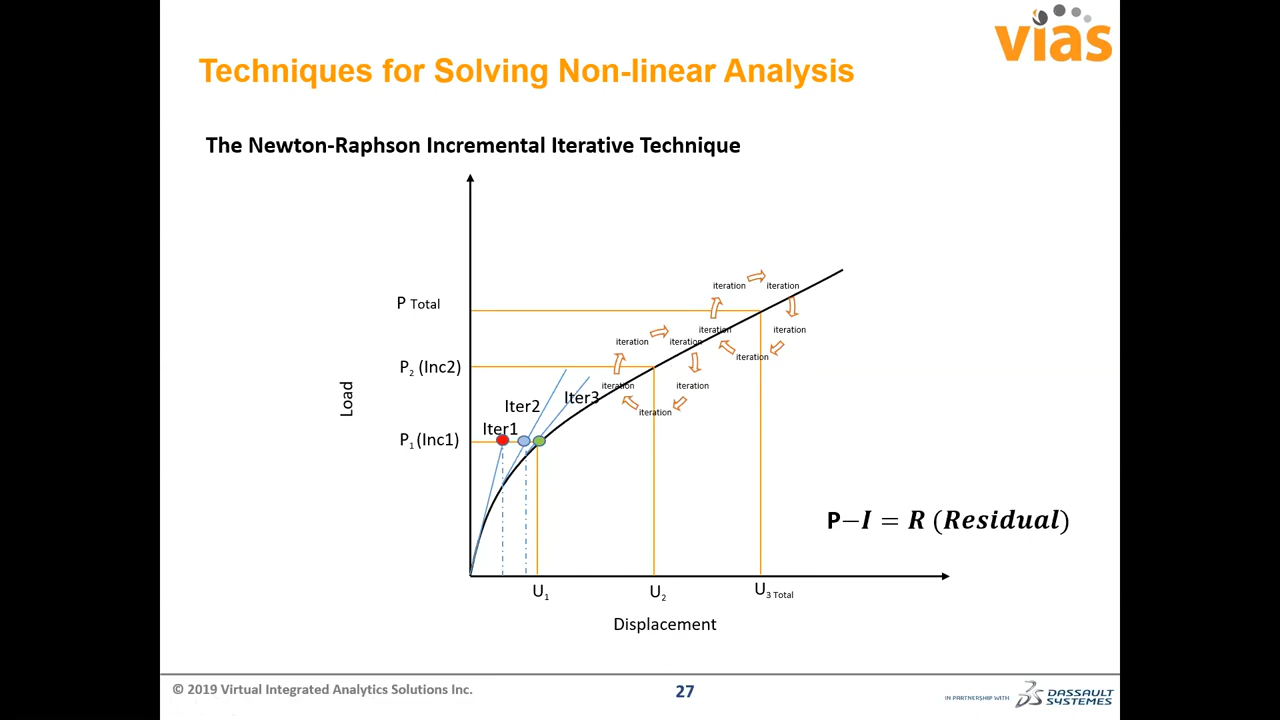 vias
Techniques for Solving Non-linear Analysis
The Newton-Raphson Incremental Iterative Technique
iteration iteration
P Total
iteration iteration
iteration iteration
iteration
P2 (Inc2)
iteration iteration
Iter3
Iter2
iteration
Load
Iter1
P1 (Inc1)
P−I = R (Residual)
U1 U2 U3 Total
Displacement
© 2019 Virtual Integrated Analytics Solutions Inc.
27
IN PARTNERSHIP WITH
DASSAULT
SYSTEMES